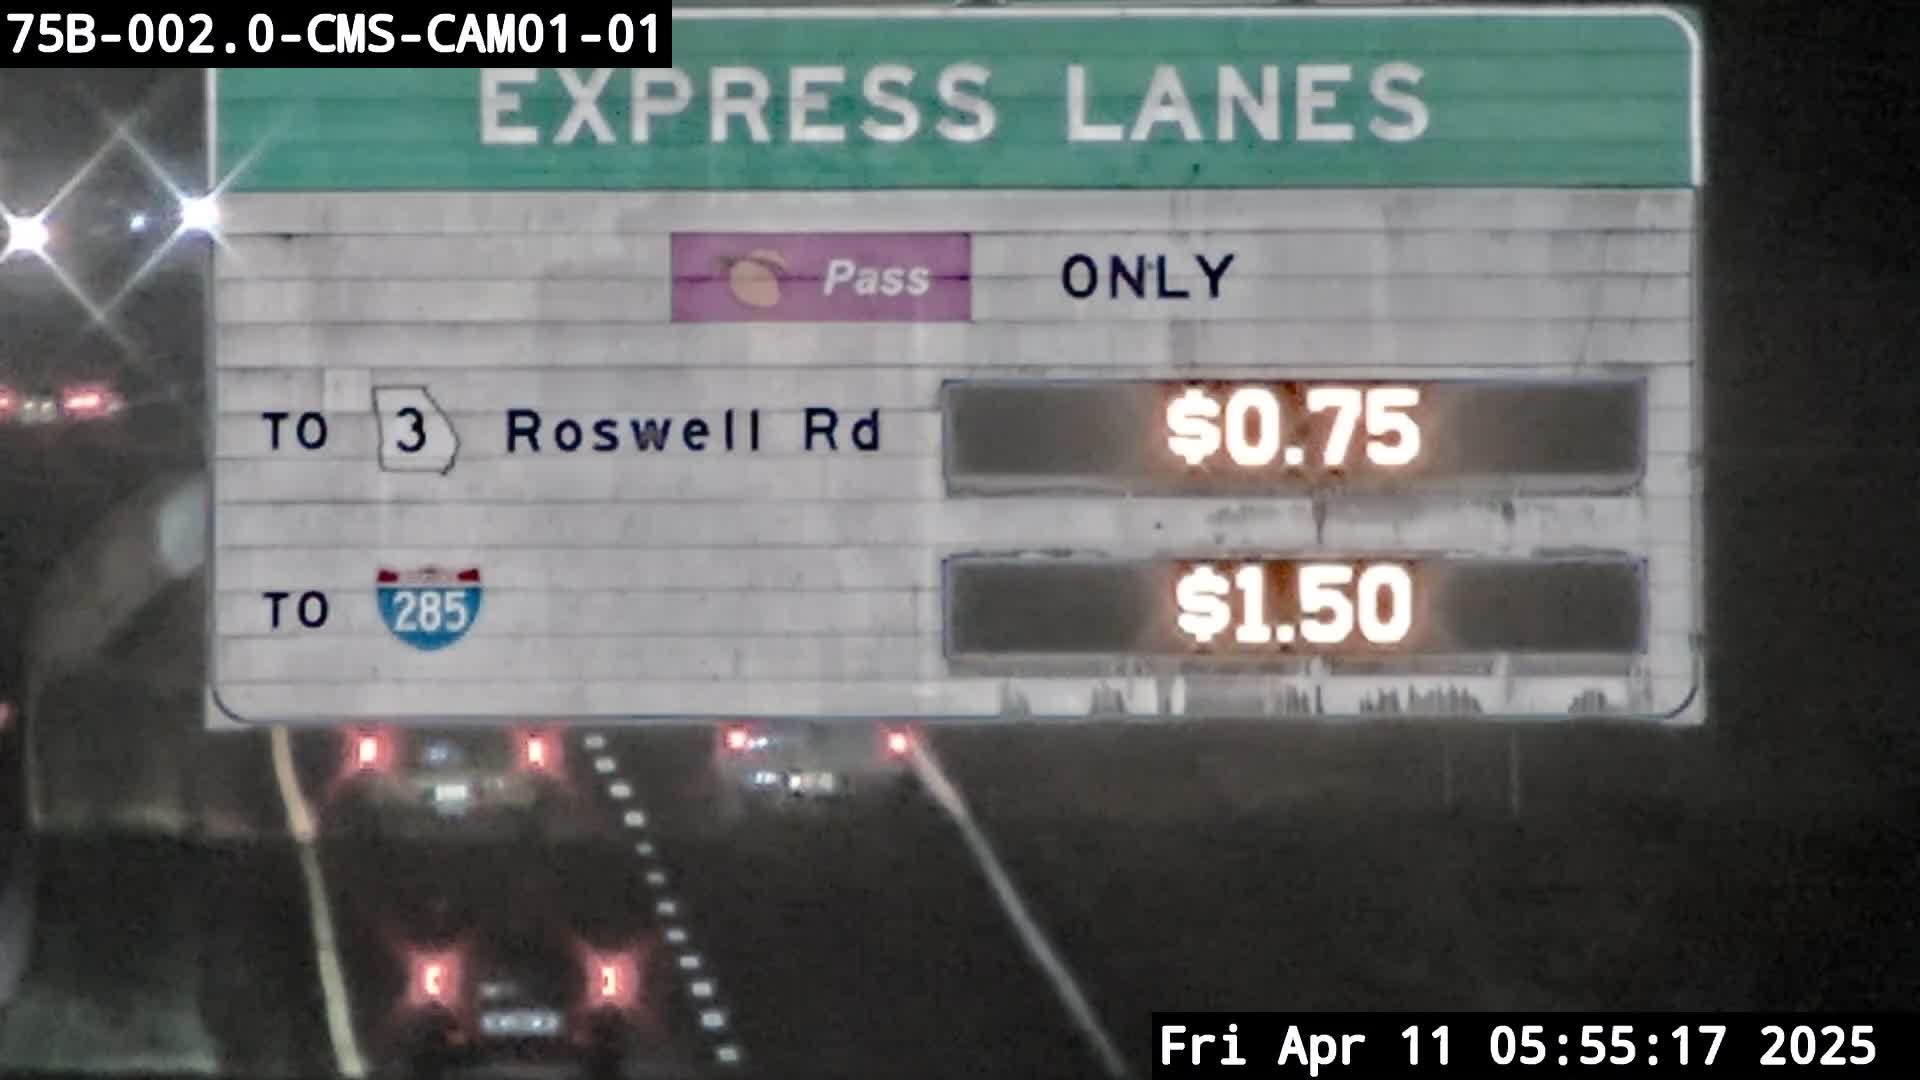 75B-002.0-CMS-CAM01-01
EXPRESS LANES
Pass ONLY
TO 3 Roswell Rd $0.75
TO 285 $1.50
Fri Apr 11 05:55:17 2025